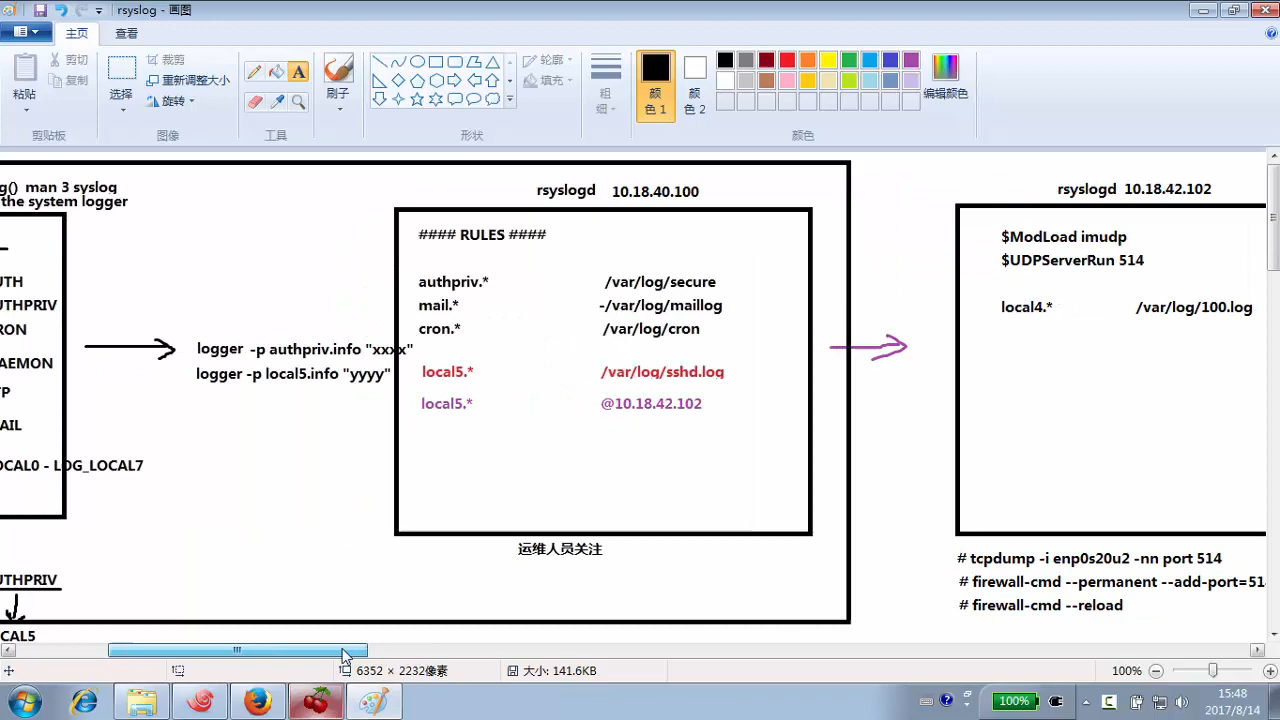 rsyslog - 画图
主页
查看
粘贴
剪切
复制
剪贴板
选择
重新调整大小
旋转
图像
A
工具
刷子
轮廓
填充
形状
粗
细
颜
色 1
颜
色 2
编辑颜色
颜色
g()  man 3 syslog
the system logger
UTH
UTHPRIV
RON
AEMON
TP
AIL
OCAL0 - LOG_LOCAL7
UTHPRIV
CAL5
logger  -p authpriv.info "xxxx"
logger -p local5.info "yyyy"
rsyslogd    10.18.40.100
#### RULES ####
authpriv.*    /var/log/secure
mail.*    -/var/log/maillog
cron.*    /var/log/cron
local5.*    /var/log/sshd.log
local5.*    @10.18.42.102
运维人员关注
rsyslogd  10.18.42.102
$ModLoad imudp
$UDPServerRun 514
local4.*    /var/log/100.log
# tcpdump -i enp0s20u2 -nn port 514
# firewall-cmd --permanent --add-port=514
# firewall-cmd --reload
6352 × 2232像素
大小: 141.6KB
100%
100%
15:48
2017/8/14